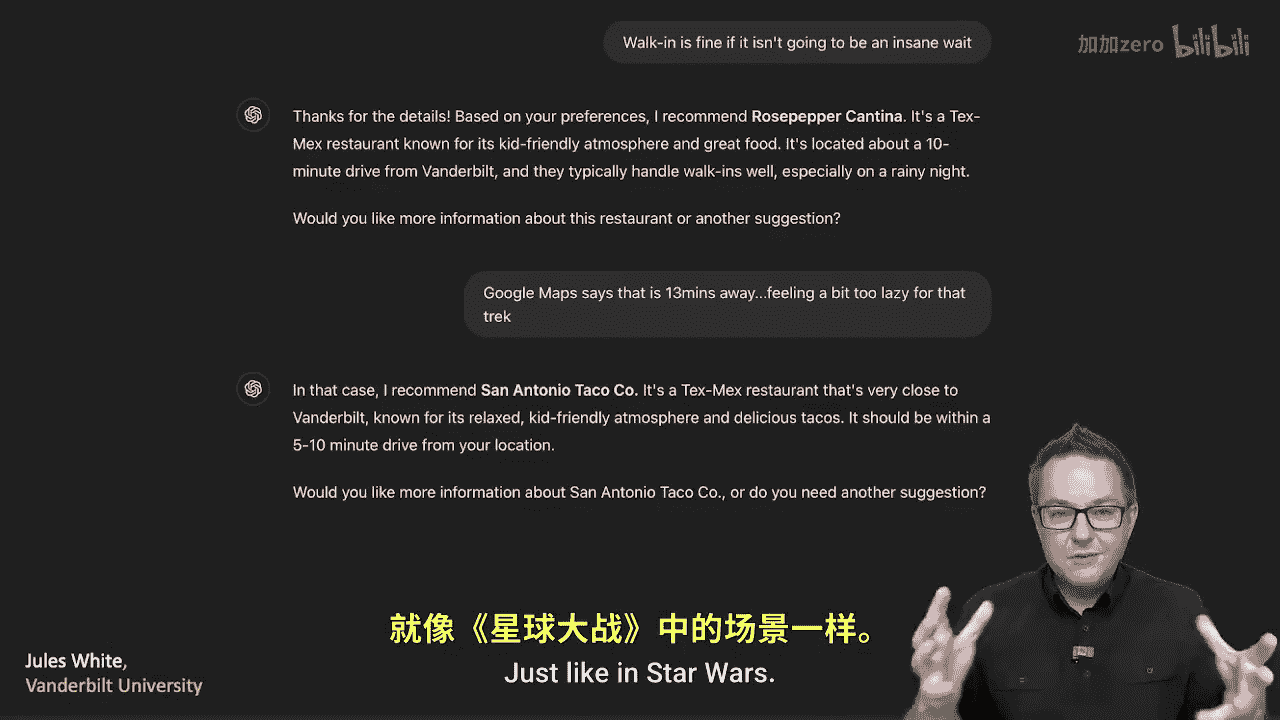 Walk-in is fine if it isn't going to be an insane wait
加加zero bilibili
Thanks for the details! Based on your preferences, I recommend Rosepepper Cantina. It's a Tex-
Mex restaurant known for its kid-friendly atmosphere and great food. It's located about a 10-
minute drive from Vanderbilt, and they typically handle walk-ins well, especially on a rainy night.
Would you like more information about this restaurant or another suggestion?
Google Maps says that is 13mins away...feeling a bit too lazy for that
trek
In that case, I recommend San Antonio Taco Co. It's a Tex-Mex restaurant that's very close to
Vanderbilt, known for its relaxed, kid-friendly atmosphere and delicious tacos. It should be within a
5-10 minute drive from your location.
Would you like more information about San Antonio Taco Co., or do you need another suggestion?
就像《星球大战》中的场景一样。
Just like in Star Wars.
Jules White,
Vanderbilt University